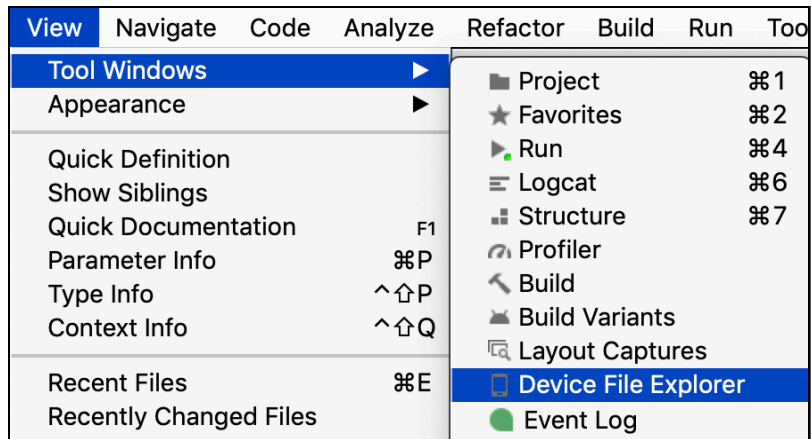 View Navigate Code Analyze Refactor Build Run Too
Tool Windows
Appearance
Quick Definition
Show Siblings
Quick Documentation F1
Parameter Info ⌘P
Type Info ^⇧P
Context Info ^⇧Q
Recent Files ⌘E
Recently Changed Files
Project ⌘1
Favorites ⌘2
Run ⌘4
Logcat ⌘6
Structure ⌘7
Profiler
Build
Build Variants
Layout Captures
Device File Explorer
Event Log